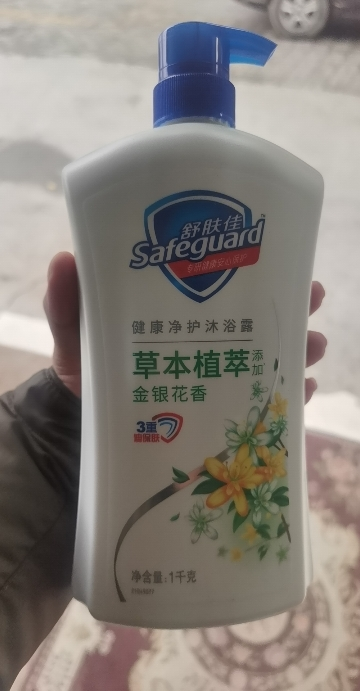 舒肤佳
Safeguard
健康净护沐浴露
草本植萃
添加
金银花香
3重
净含量:1千克